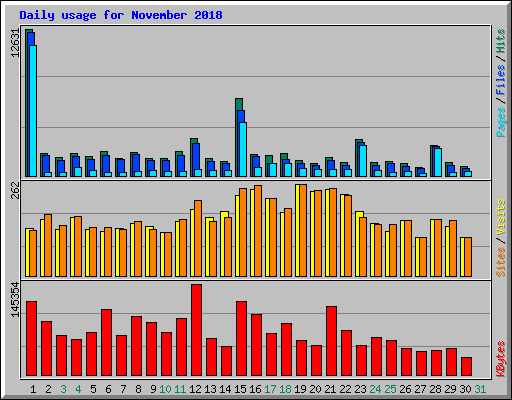 Daily usage for November 2018
12631
Pages / Files / Hits
262
Sites / Visits
145354
KBytes
1 2 3 4 5 6 7 8 9 10 11 12 13 14 15 16 17 18 19 20 21 22 23 24 25 26 27 28 29 30 31